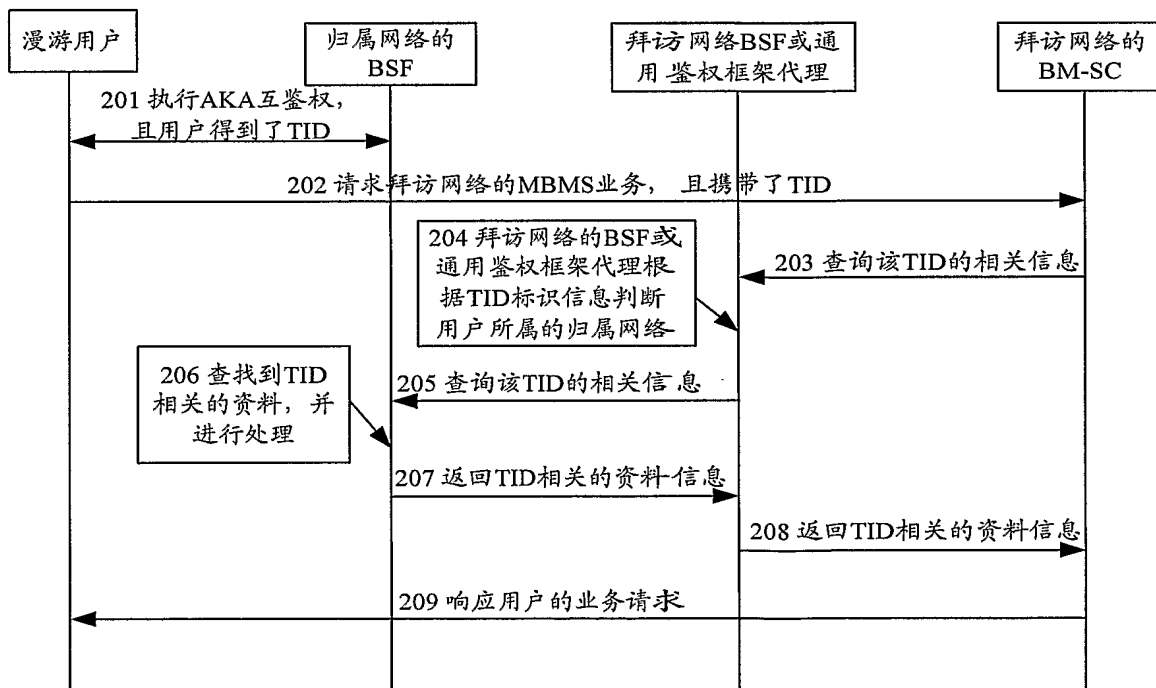 漫游用户
归属网络的
BSF
拜访网络BSF或通
用鉴权框架代理
拜访网络的
BM-SC
201 执行AKA互鉴权，
且用户得到了TID
202 请求拜访网络的MBMS业务， 且携带了TID
204 拜访网络的BSF或
通用鉴权框架代理根
据TID标识信息判断
用户所属的归属网络
203 查询该TID的相关信息
206 查找到TID
相关的资料，并
进行处理
205 查询该TID的相关信息
207 返回TID相关的资料信息
208 返回TID相关的资料信息
209 响应用户的业务请求